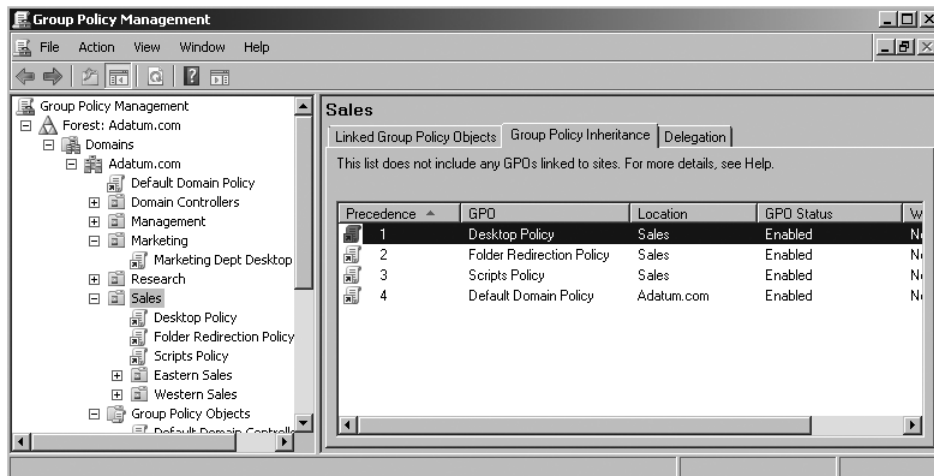 Group Policy Management
File Action View Window Help
Group Policy Management
Forest: Adatum.com
Domains
Adatum.com
Default Domain Policy
Domain Controllers
Management
Marketing
Marketing Dept Desktop
Research
Sales
Desktop Policy
Folder Redirection Policy
Scripts Policy
Eastern Sales
Western Sales
Group Policy Objects
Default Domain
Sales
Linked Group Policy Objects Group Policy Inheritance Delegation
This list does not include any GPOs linked to sites. For more details, see Help.
Precedence GPO Location GPO Status W
1 Desktop Policy Sales Enabled
2 Folder Redirection Policy Sales Enabled
3 Scripts Policy Sales Enabled
4 Default Domain Policy Adatum.com Enabled